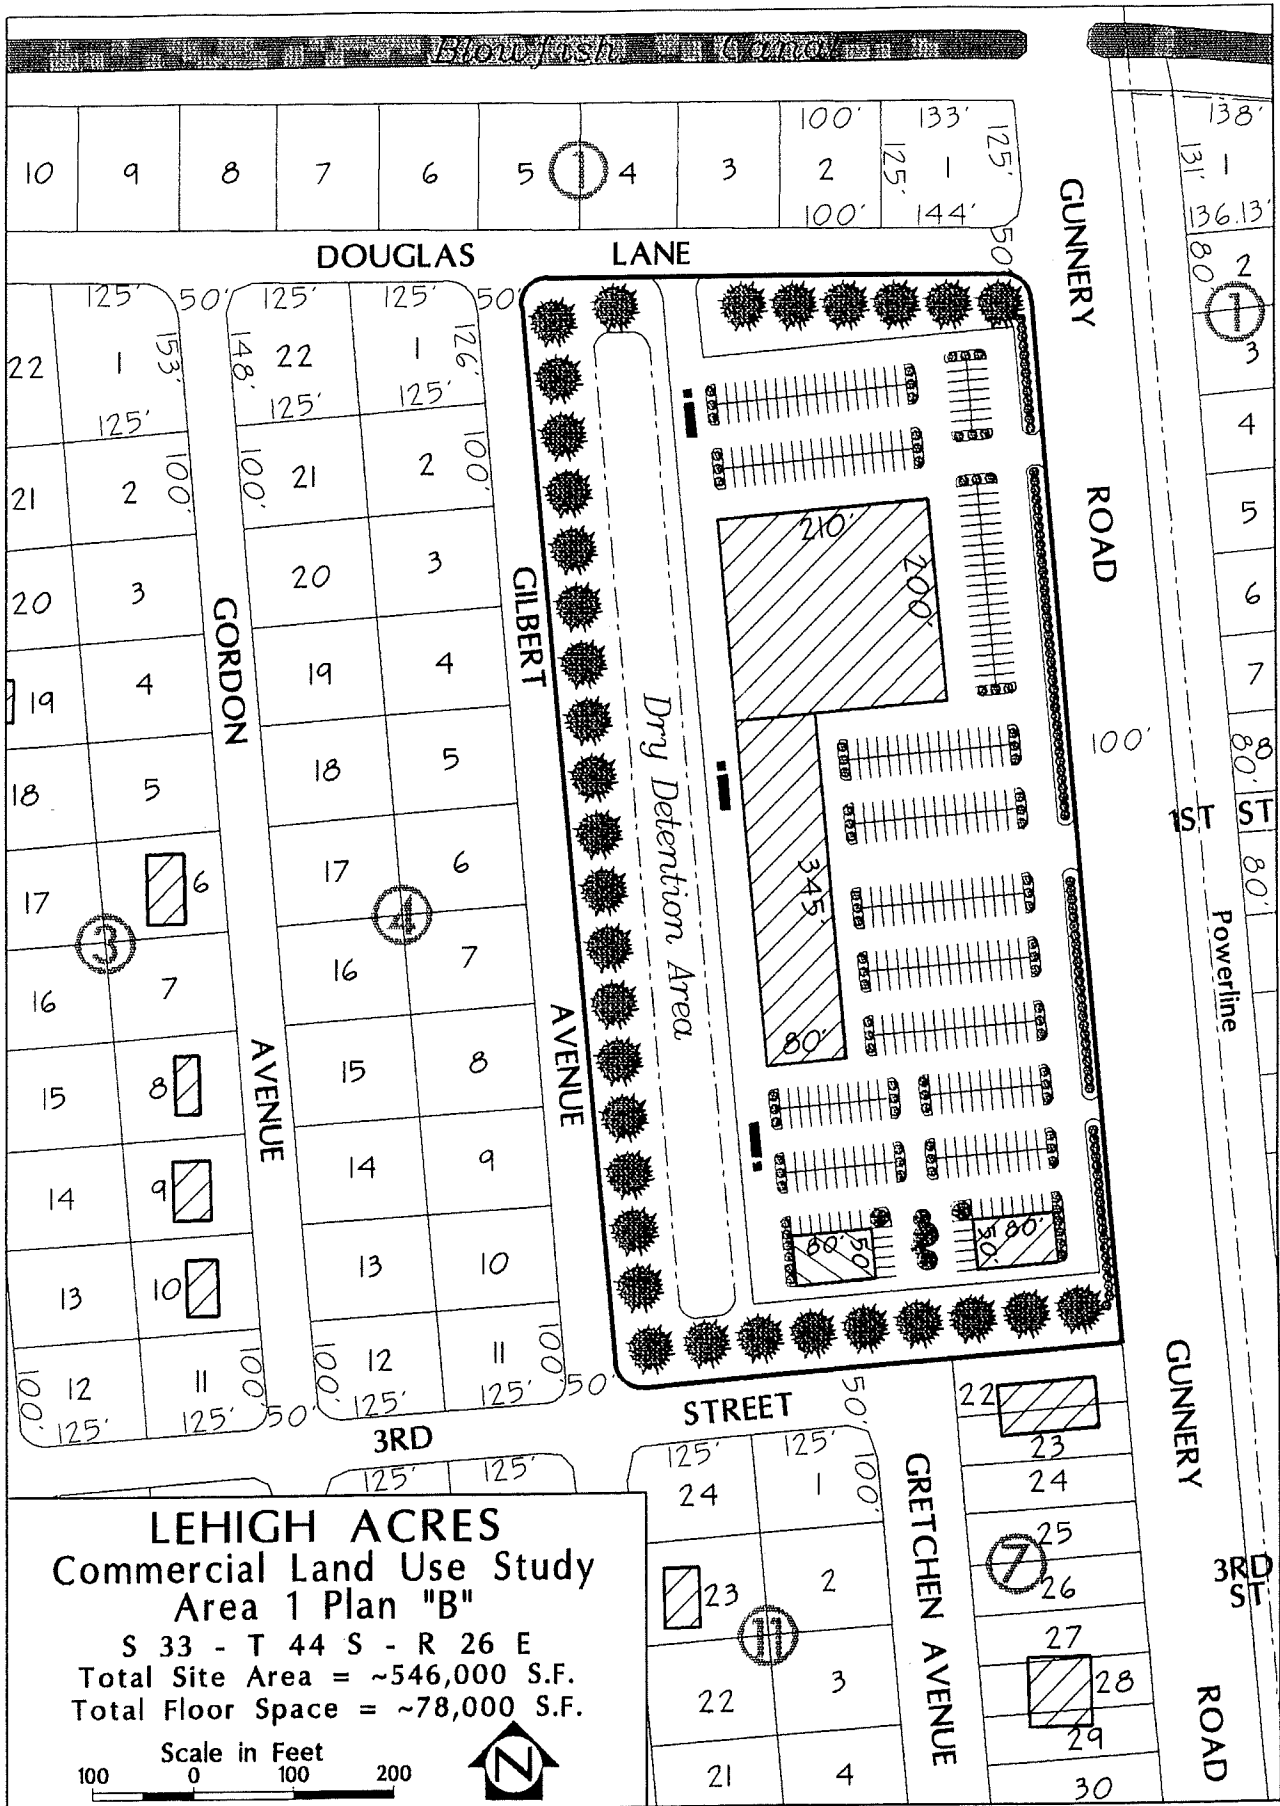 Blowfish Canal
10 9 8 7 6 5 1 4 3 2 1
100' 133' 125'
125'
100' 144'
50'
138'
131' 1
136.13'
80' 2
1
3
4
5
6
7
8
80'
DOUGLAS LANE
GUNNERY
ROAD
100'
1ST ST
80'
Powerline
125' 50' 125' 125' 50'
22 1 153' 148' 22 1 126'
125' 125' 125'
21 2 100' 100' 21 2 100'
20 3 20 3
19 4 19 4
18 5 18 5
17 6 17 6
3 4
16 7 16 7
15 8 15 8
14 9 14 9
13 10 13 10
12 11 12 11
100' 125' 125' 100' 50' 100' 125' 125' 100' 50'
GORDON
AVENUE
GILBERT
AVENUE
Dry Detention Area
210'
200'
345'
80'
80' 50'
50' 80'
3RD STREET
125' 125'
125' 125' 50'
24 1 100'
23 2
11
22 3
21 4
GRETCHEN AVENUE
22
23
24
25
7
26
27
28
29
30
GUNNERY
ROAD
3RD
ST
LEHIGH ACRES
Commercial Land Use Study
Area 1 Plan "B"
S 33 - T 44 S - R 26 E
Total Site Area = ~546,000 S.F.
Total Floor Space = ~78,000 S.F.
Scale in Feet
100 0 100 200
N